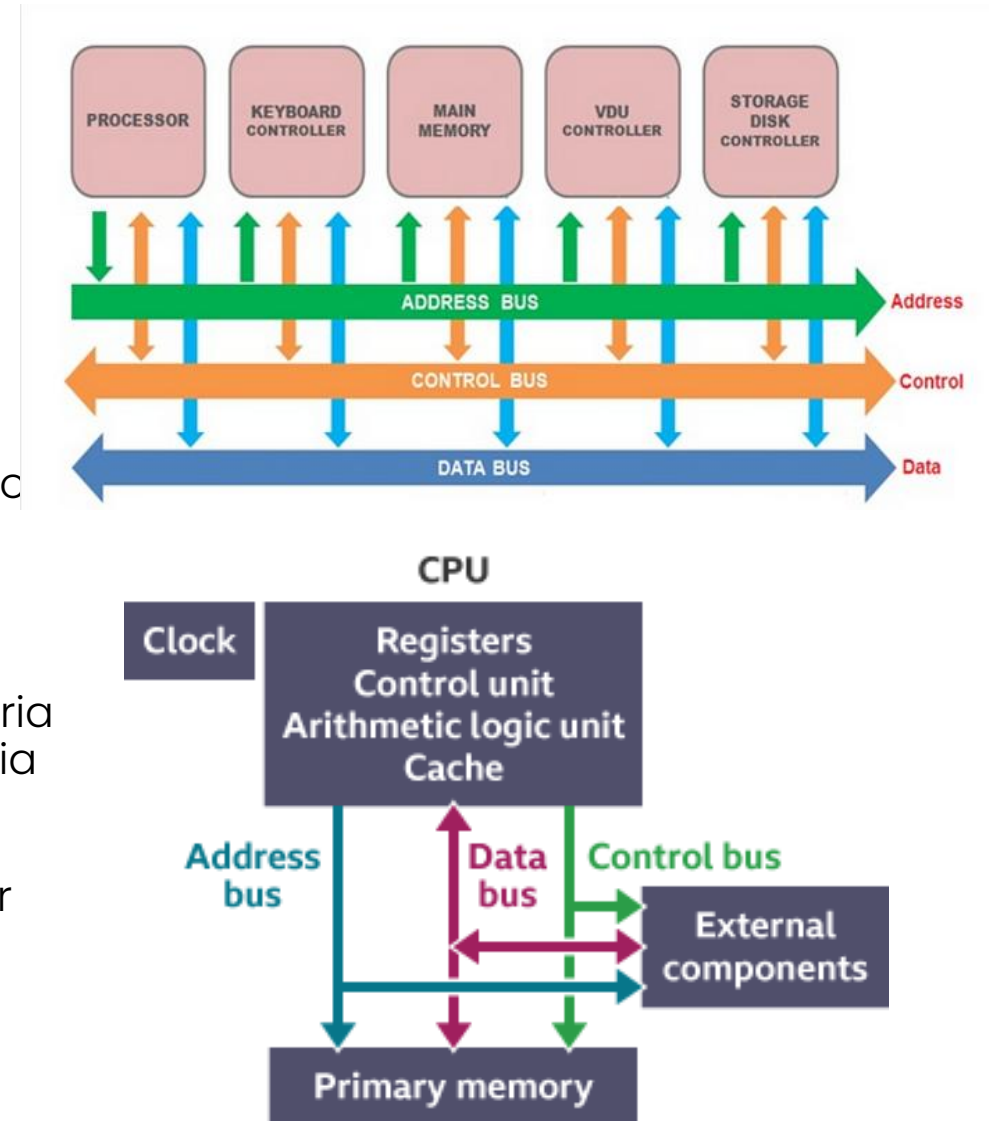 PROCESSOR
KEYBOARD
CONTROLLER
MAIN
MEMORY
VDU
CONTROLLER
STORAGE
DISK
CONTROLLER
ADDRESS BUS
Address
CONTROL BUS
Control
DATA BUS
Data
CPU
Clock
Registers
Control unit
Arithmetic logic unit
Cache
ria
ia
r
Address
bus
Data
bus
Control bus
External
components
Primary memory